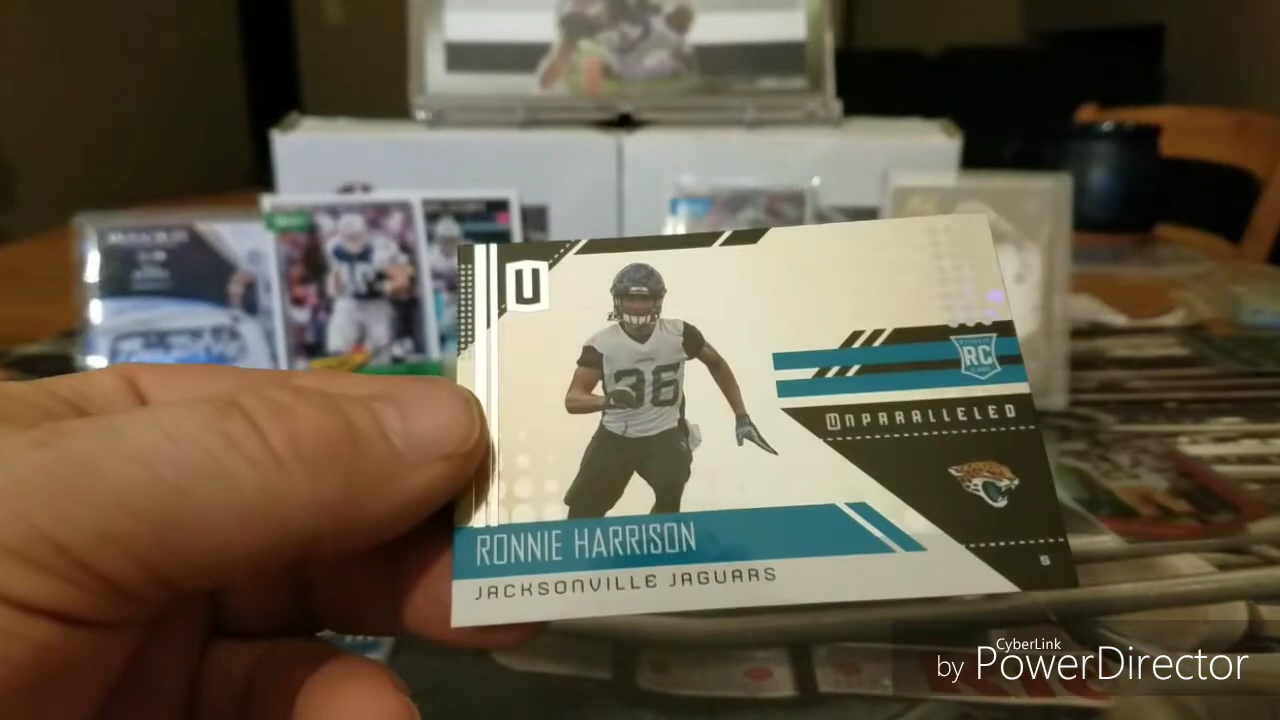 U
36
RC
UNPARALLELED
RONNIE HARRISON
JACKSONVILLE JAGUARS
S
CyberLink
by PowerDirector